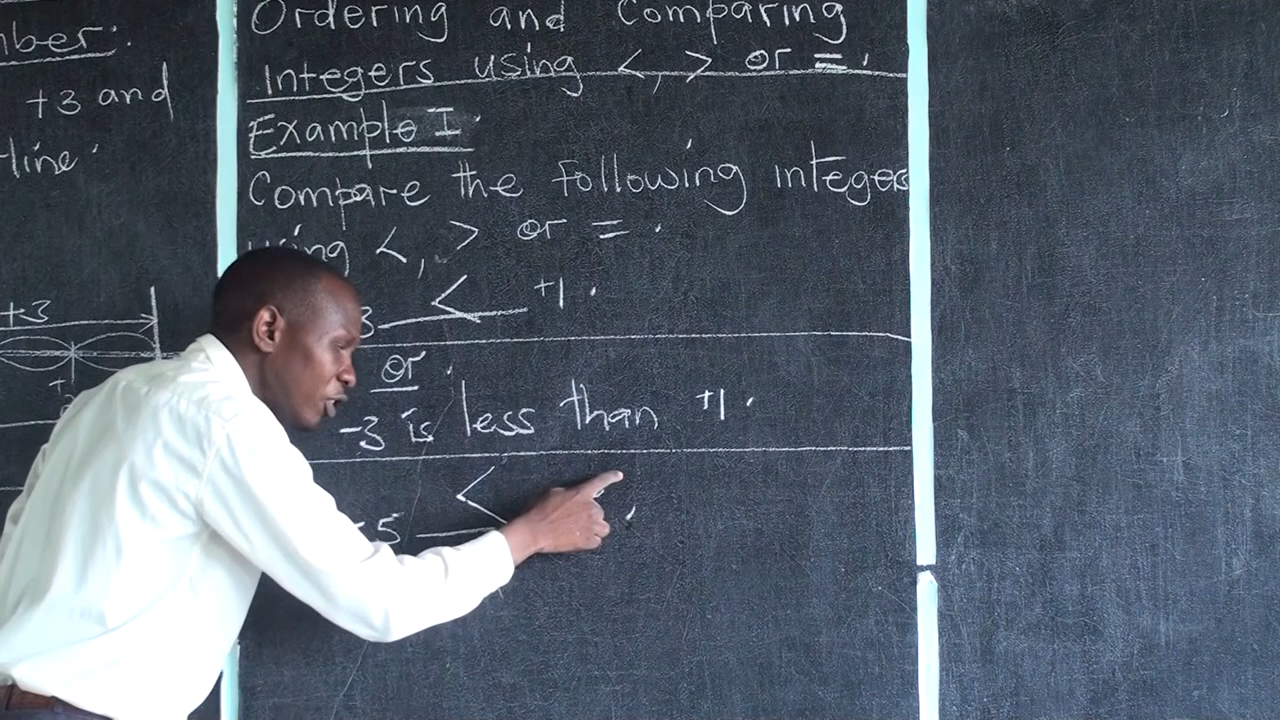 Ordering and Comparing
Integers using <, > or =.
Example I.
Compare the following integers
using <, > or =.
3 < +1.
or
-3 is less than +1.
-5 <
nber:
+3 and
-line.
+3